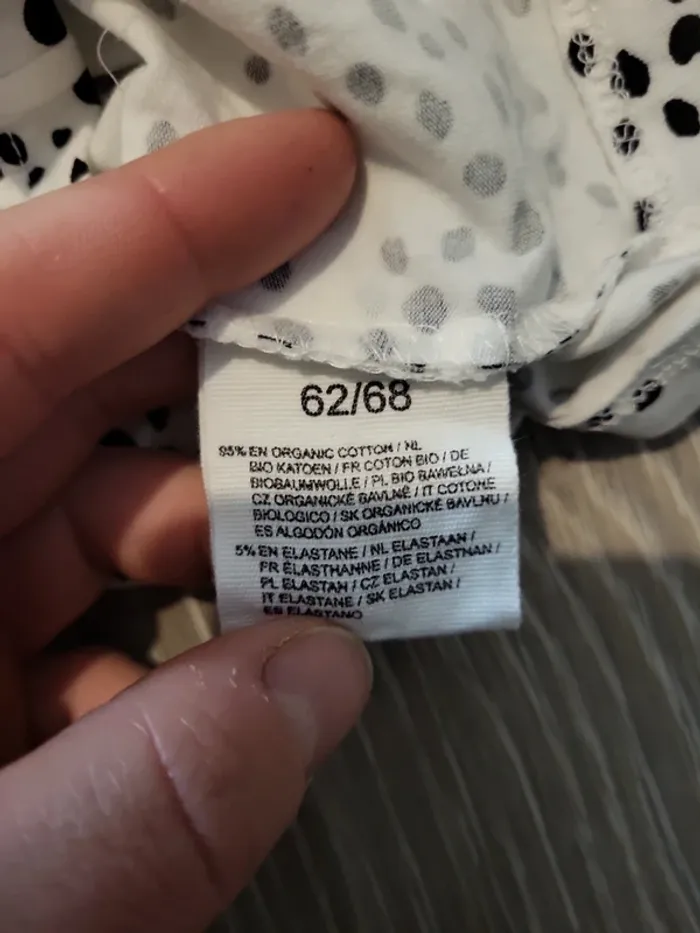 62/68
95% EN ORGANIC COTTON / NL
BIO KATOEN / FR COTON BIO / DE
BIOBAUMWOLLE / PL BIO BAWEŁNA /
CZ ORGANICKÉ BAVLNĚ / IT COTONE
BIOLOGICO / SK ORGANICKÉ BAVLNU /
ES ALGODÓN ORGÁNICO
5% EN ELASTANE / NL ELASTAAN /
FR ÉLASTHANNE / DE ELASTHAN /
PL ELASTAN / CZ ELASTAN /
IT ELASTANE / SK ELASTAN /
ES ELASTANO